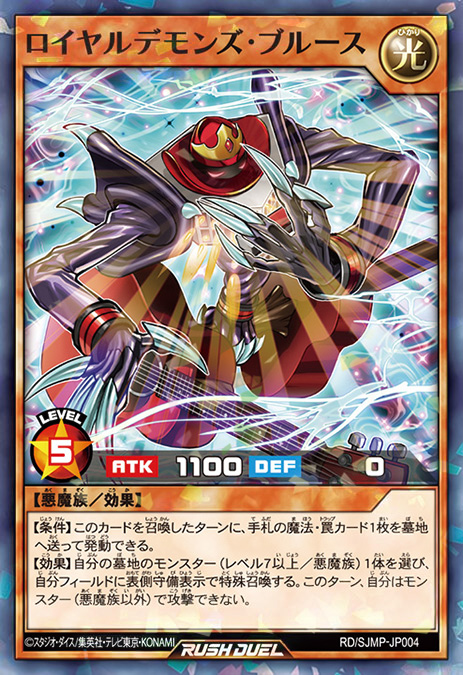 ロイヤルデモンズ・ブルース
ひかり
光
LEVEL
5
ATK 1100 DEF 0
【悪魔族／効果】
【条件】このカードを召喚したターンに、手札の魔法・罠カード1枚を墓地
へ送って発動できる。
【効果】自分の墓地のモンスター（レベル7以上／悪魔族）1体を選び、
自分フィールドに表側守備表示で特殊召喚する。このターン、自分はモン
スター（悪魔族以外）で攻撃できない。
©スタジオ・ダイス/集英社・テレビ東京・KONAMI
RUSH DUEL
RD/SJMP-JP004